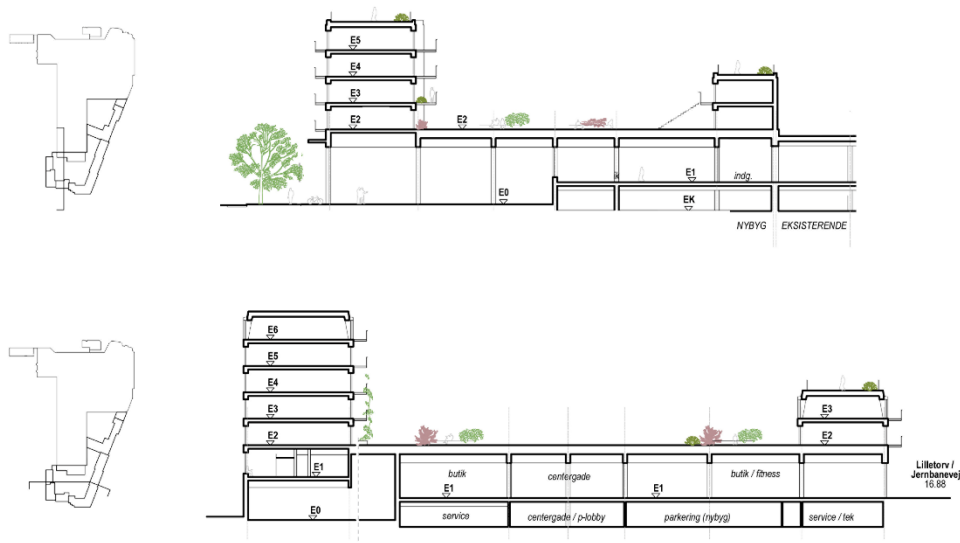 E5
E4
E3
E2
E2
E1
indg.
E0
EK
NYBYG
EKSISTERENDE
E6
E5
E4
E3
E3
E2
E2
butik
centergade
butik / fitness
E1
Lilletorv /
Jernbanevej
16.88
E1
E1
E0
service
centergade / p-lobby
parkering (nybyg)
service / tek